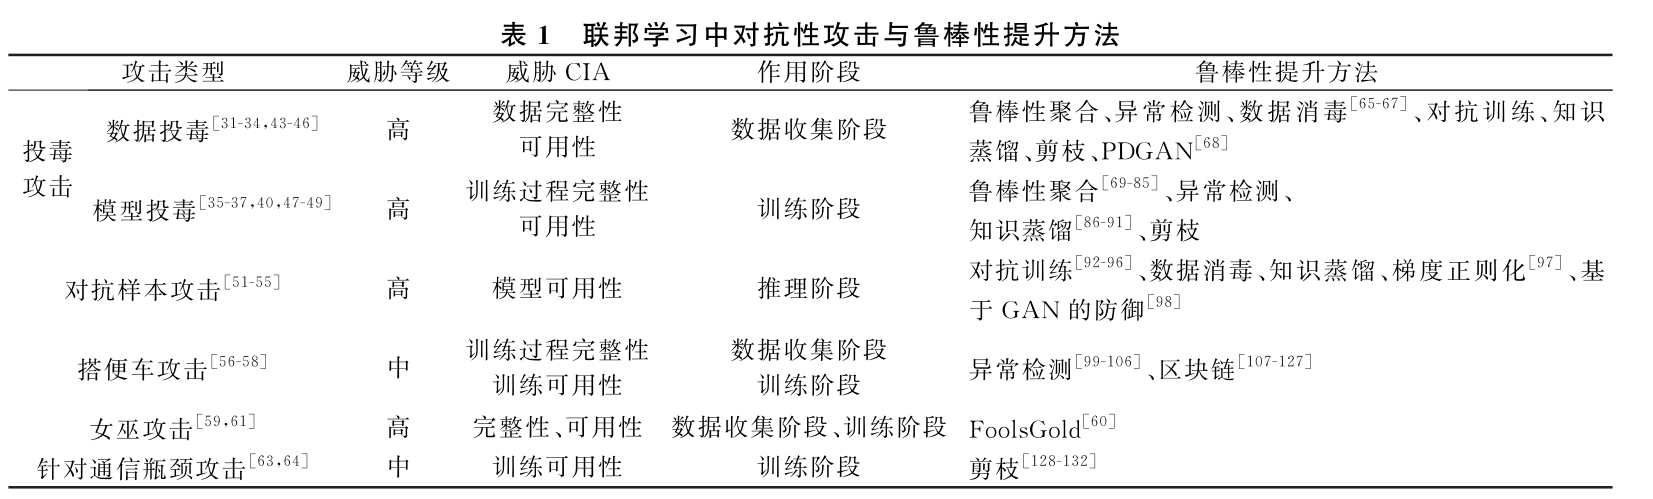 表 1 联邦学习中对抗性攻击与鲁棒性提升方法
攻击类型 威胁等级 威胁 CIA 作用阶段 鲁棒性提升方法
投毒攻击
数据投毒[31-34,43-46] 高 数据完整性 可用性 数据收集阶段 鲁棒性聚合、异常检测、数据消毒[65-67]、对抗训练、知识
蒸馏、剪枝、PDGAN[68]
模型投毒[35-37,40,47-49] 高 训练过程完整性 可用性 训练阶段 鲁棒性聚合[69-85]、异常检测、
知识蒸馏[86-91]、剪枝
对抗样本攻击[51-55] 高 模型可用性 推理阶段 对抗训练[92-96]、数据消毒、知识蒸馏、梯度正则化[97]、基
于 GAN 的防御[98]
搭便车攻击[56-58] 中 训练过程完整性 训练可用性 数据收集阶段 训练阶段 异常检测[99-106]、区块链[107-127]
女巫攻击[59,61] 高 完整性、可用性 数据收集阶段、训练阶段 FoolsGold[60]
针对通信瓶颈攻击[63,64] 中 训练可用性 训练阶段 剪枝[128-132]